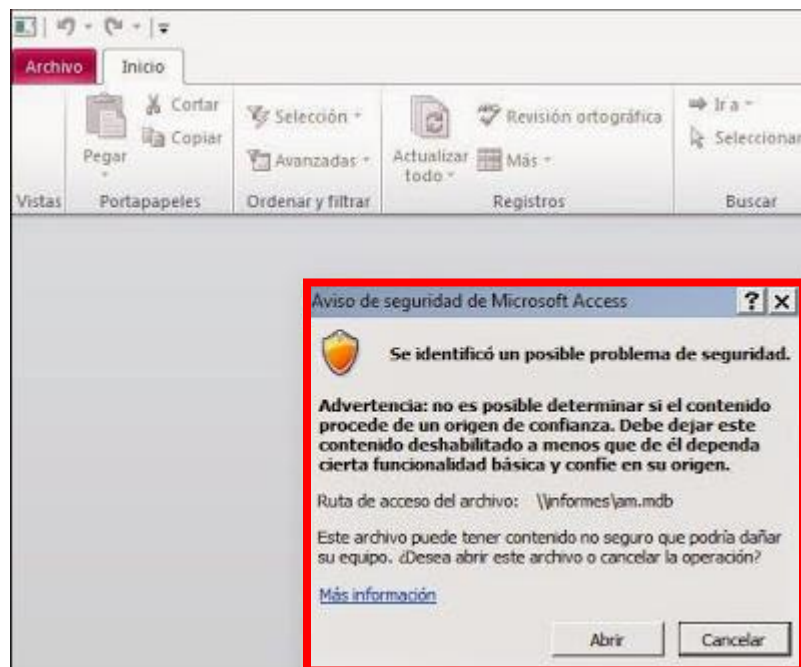 Archivo Inicio
Cortar
Copiar
Pegar
Selección
Avanzadas
Actualizar
todo
Revisión ortográfica
Más
Ir a
Seleccionar
Vistas Portapapeles Ordenar y filtrar Registros Buscar
Aviso de seguridad de Microsoft Access
Se identificó un posible problema de seguridad.
Advertencia: no es posible determinar si el contenido
procede de un origen de confianza. Debe dejar este
contenido deshabilitado a menos que de él dependa
cierta funcionalidad básica y confíe en su origen.
Ruta de acceso del archivo: \\informes\am.mdb
Este archivo puede tener contenido no seguro que podría dañar
su equipo. ¿Desea abrir este archivo o cancelar la operación?
Más información
Abrir Cancelar